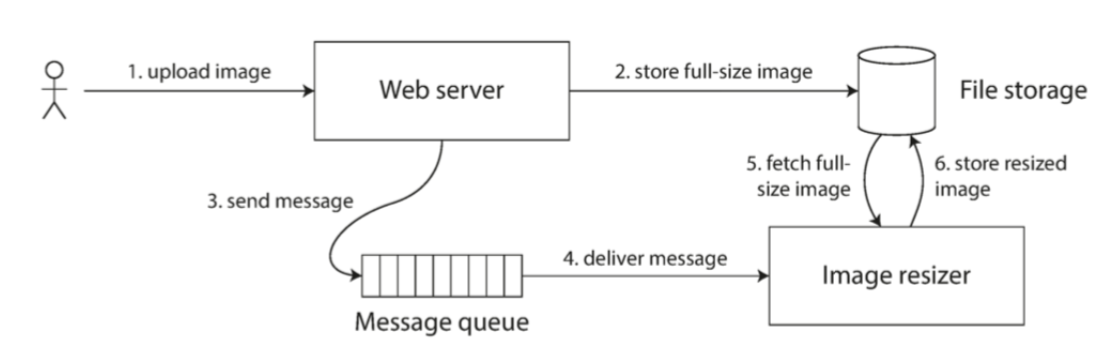 1. upload image
Web server
2. store full-size image
File storage
3. send message
5. fetch full-
size image
6. store resized
image
4. deliver message
Message queue
Image resizer